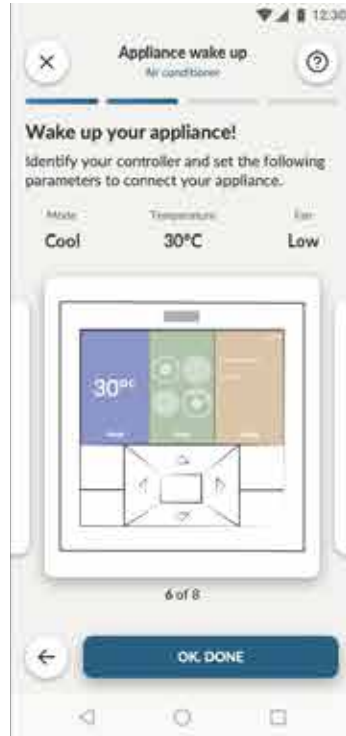 12:30
Appliance wake up
Air conditioner
Wake up your appliance!
Identify your controller and set the following
parameters to connect your appliance.
Mode Temperature Fan
Cool 30°C Low
30°C
6 of 8
OK, DONE